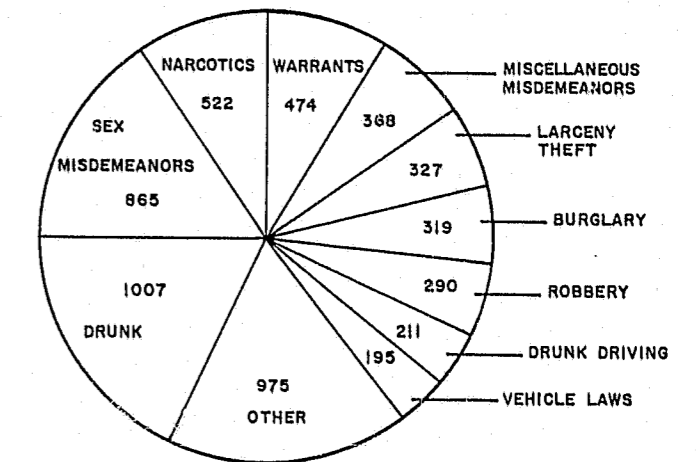 NARCOTICS
522
WARRANTS
474
MISCELLANEOUS
MISDEMEANORS
368
LARCENY
THEFT
327
BURGLARY
319
ROBBERY
290
DRUNK DRIVING
211
VEHICLE LAWS
195
975
OTHER
1007
DRUNK
SEX
MISDEMEANORS
865